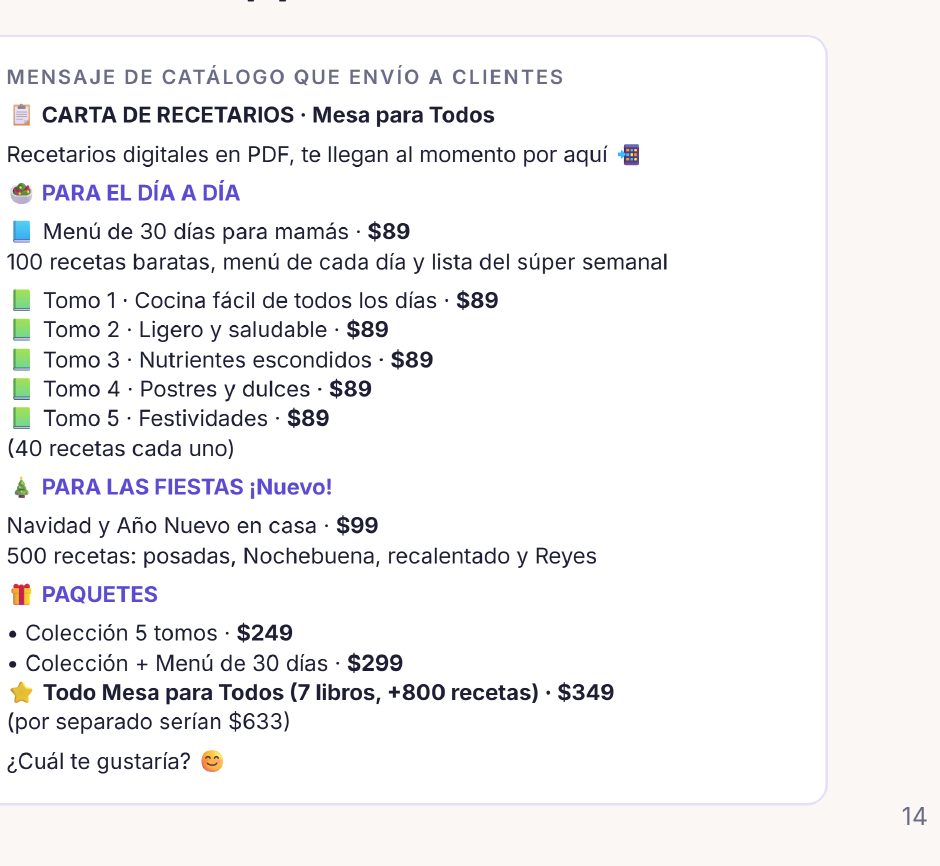 MENSAJE DE CATÁLOGO QUE ENVÍO A CLIENTES
📋 CARTA DE RECETARIOS · Mesa para Todos
Recetarios digitales en PDF, te llegan al momento por aquí 📲
🥗 PARA EL DÍA A DÍA
📘 Menú de 30 días para mamás · $89
100 recetas baratas, menú de cada día y lista del súper semanal
📗 Tomo 1 · Cocina fácil de todos los días · $89
📗 Tomo 2 · Ligero y saludable · $89
📗 Tomo 3 · Nutrientes escondidos · $89
📗 Tomo 4 · Postres y dulces · $89
📗 Tomo 5 · Festividades · $89
(40 recetas cada uno)
🎄 PARA LAS FIESTAS ¡Nuevo!
Navidad y Año Nuevo en casa · $99
500 recetas: posadas, Nochebuena, recalentado y Reyes
🎁 PAQUETES
• Colección 5 tomos · $249
• Colección + Menú de 30 días · $299
⭐ Todo Mesa para Todos (7 libros, +800 recetas) · $349
(por separado serían $633)
¿Cuál te gustaría? 😊
14